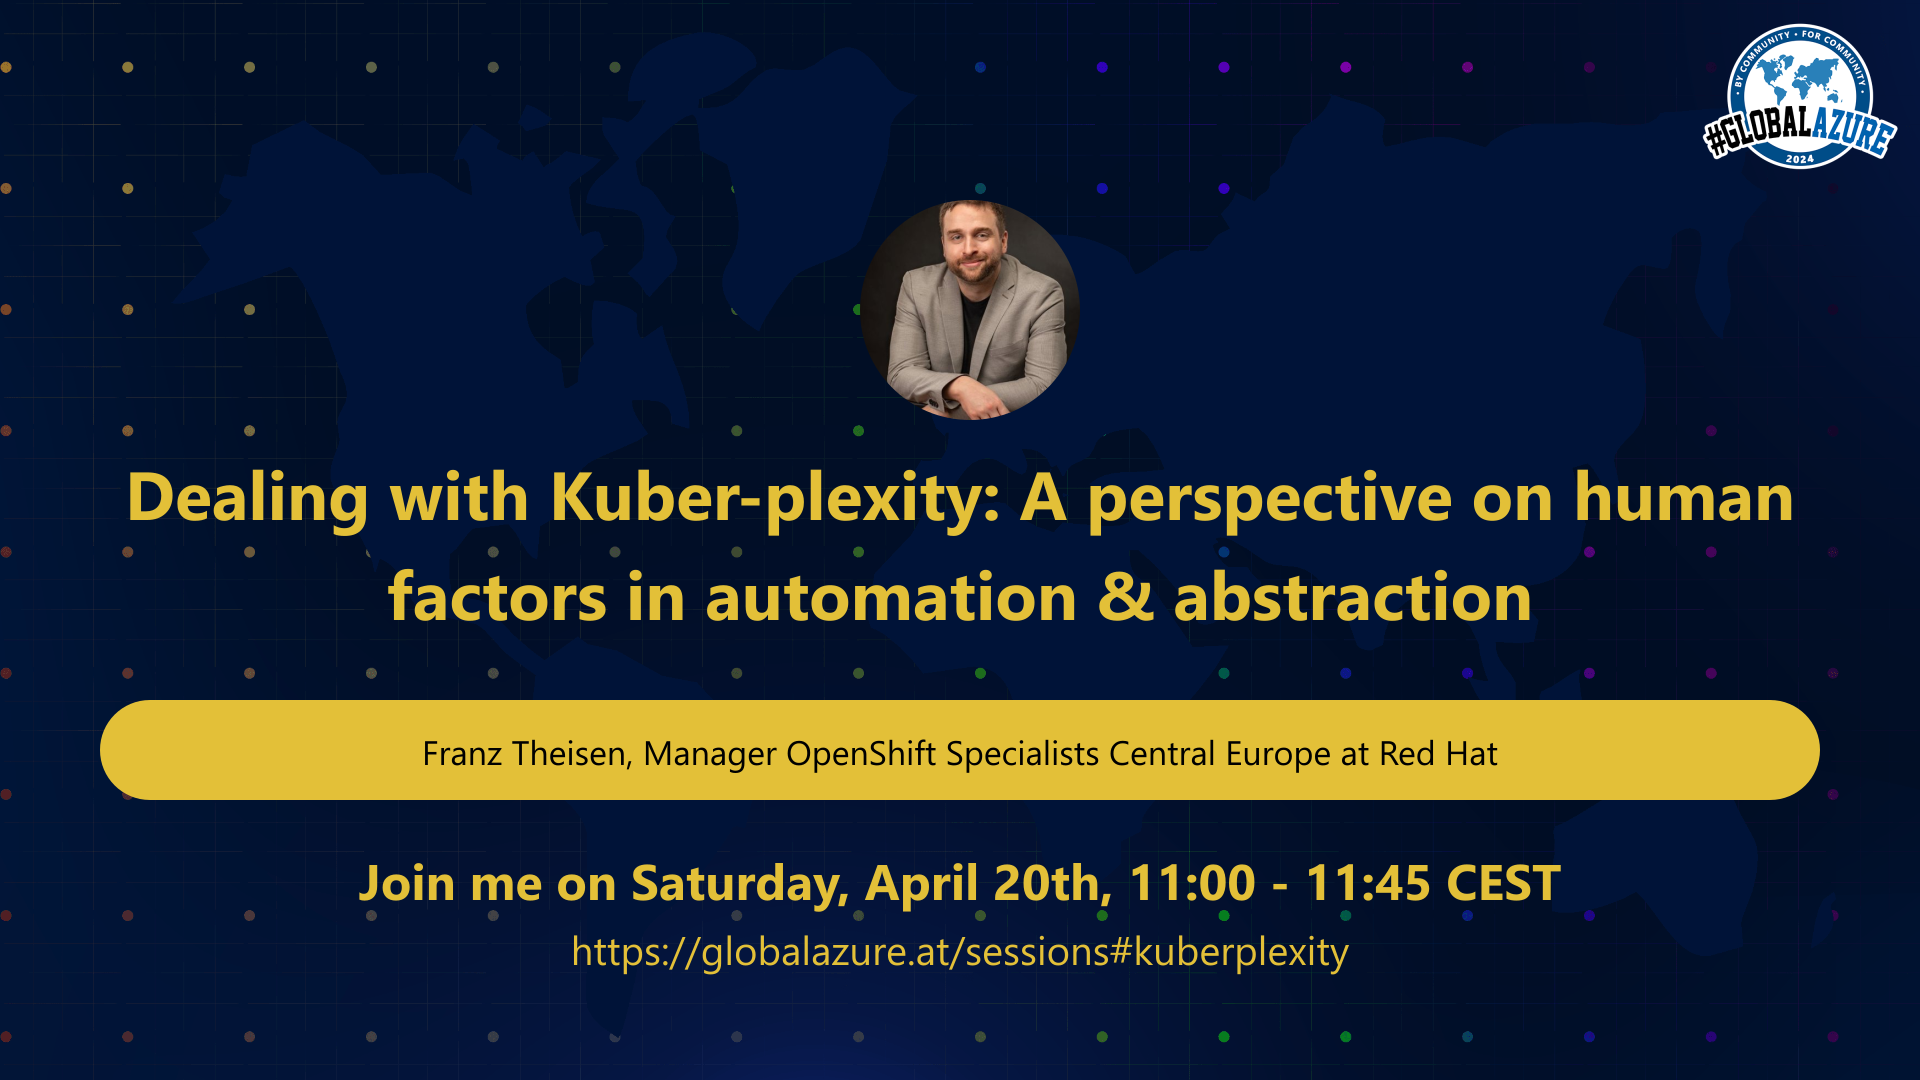 • BY COMMUNITY • FOR COMMUNITY •
#GLOBALAZURE
2024
Dealing with Kuber-plexity: A perspective on human
factors in automation & abstraction
Franz Theisen, Manager OpenShift Specialists Central Europe at Red Hat
Join me on Saturday, April 20th, 11:00 - 11:45 CEST
https://globalazure.at/sessions#kuberplexity